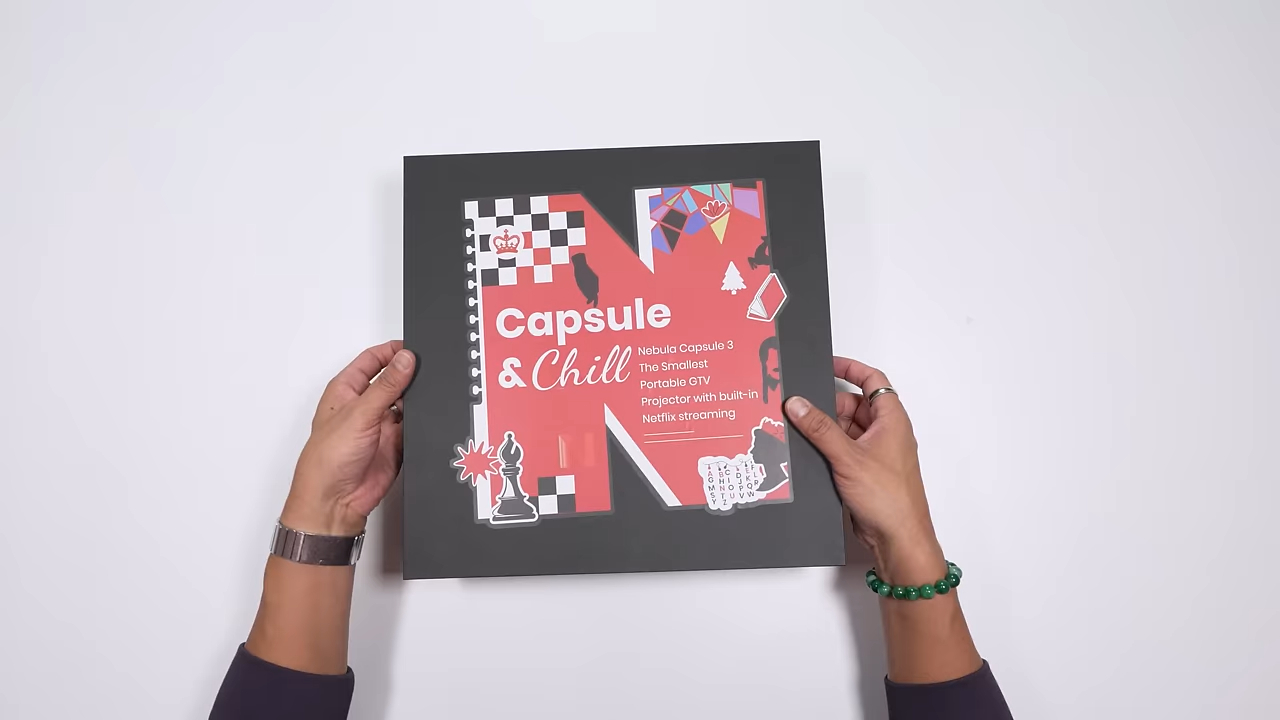 N
Capsule
& Chill
Nebula Capsule 3
The Smallest
Portable GTV
Projector with built-in
Netflix streaming